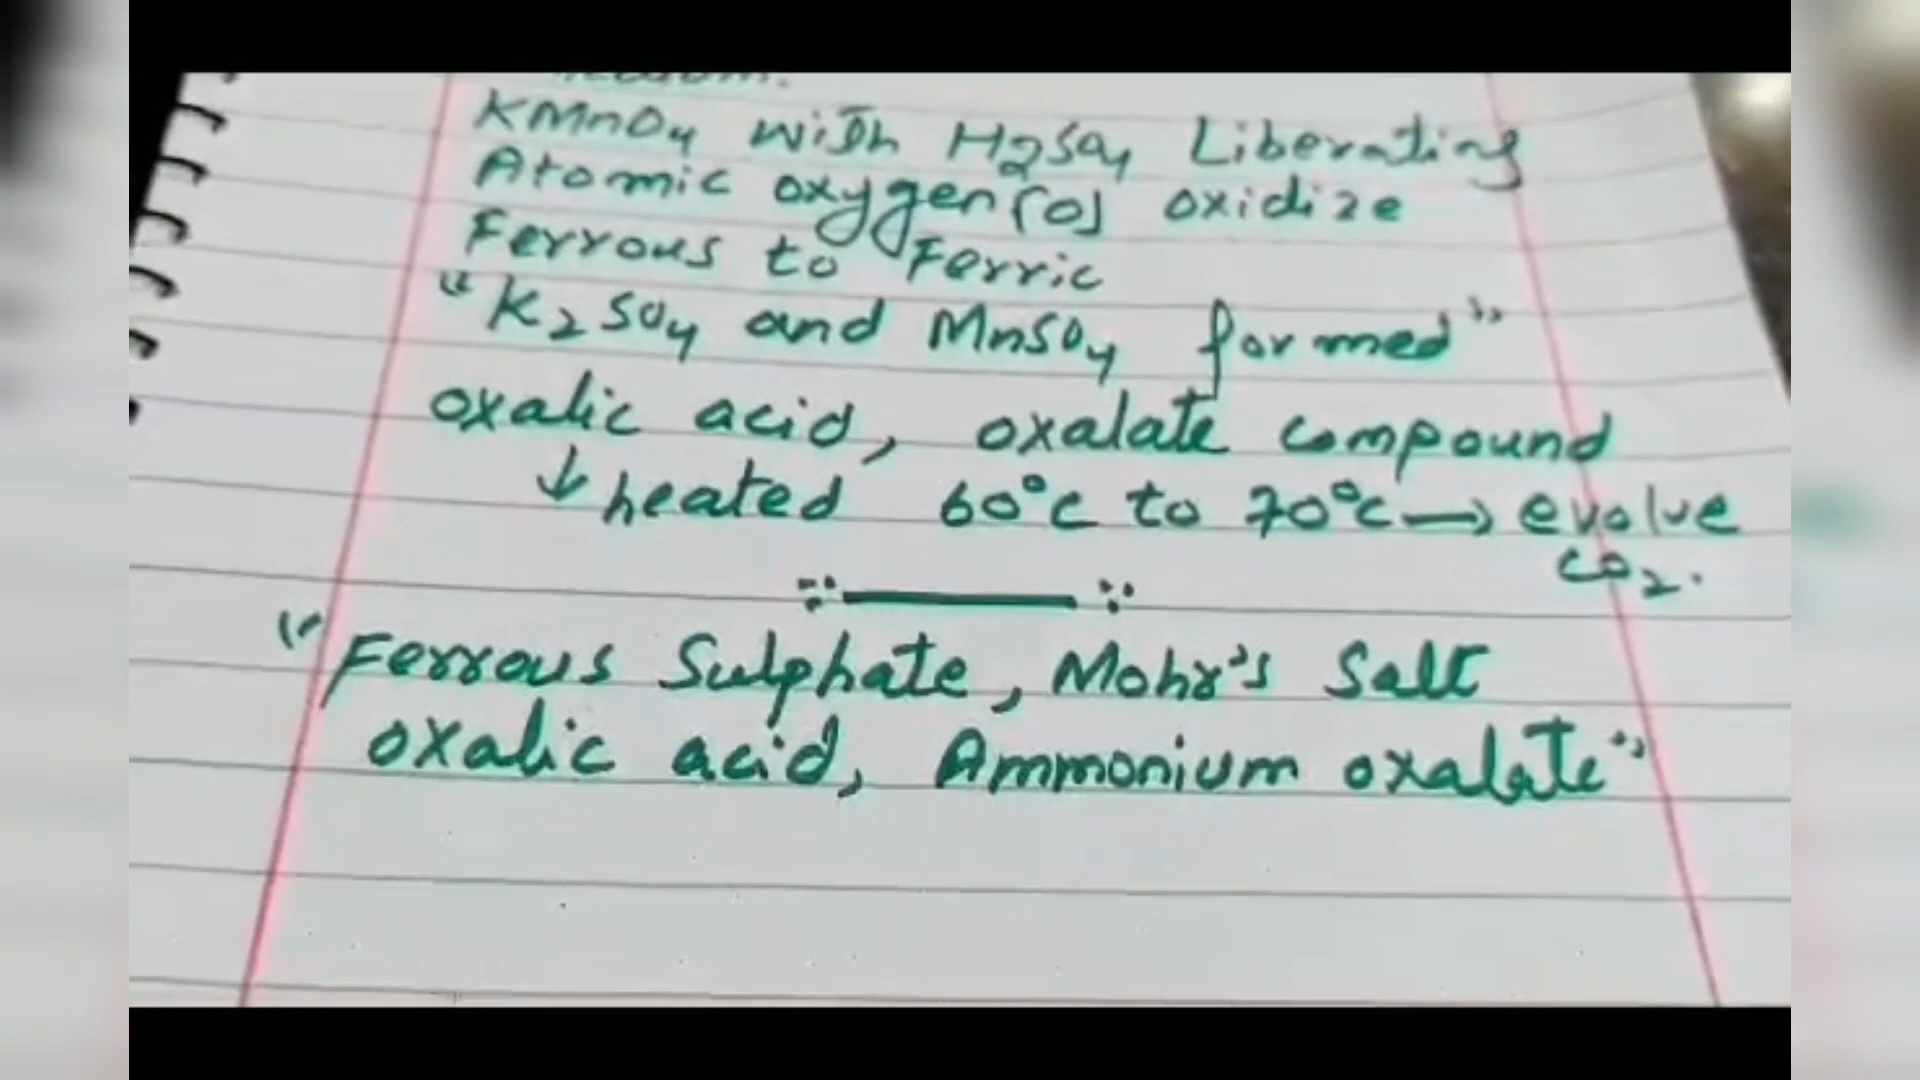 KMnO4 with H2SO4 Liberating
Atomic oxygen [O] oxidize
Ferrous to Ferric
"K2SO4 and MnSO4 formed"
oxalic acid, oxalate compound
↓ heated 60°C to 70°C → evolve
CO2.
"Ferrous Sulphate, Mohr's Salt
oxalic acid, Ammonium oxalate"